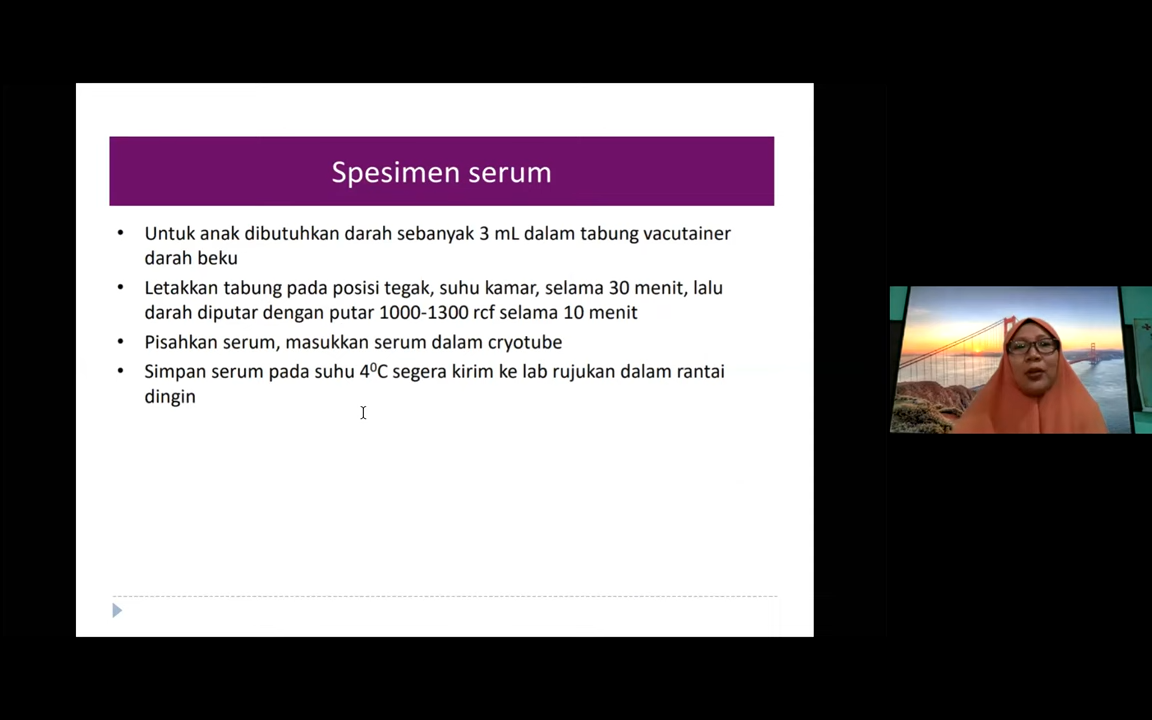 Spesimen serum
• Untuk anak dibutuhkan darah sebanyak 3 mL dalam tabung vacutainer
darah beku
• Letakkan tabung pada posisi tegak, suhu kamar, selama 30 menit, lalu
darah diputar dengan putar 1000-1300 rcf selama 10 menit
• Pisahkan serum, masukkan serum dalam cryotube
• Simpan serum pada suhu 4⁰C segera kirim ke lab rujukan dalam rantai
dingin